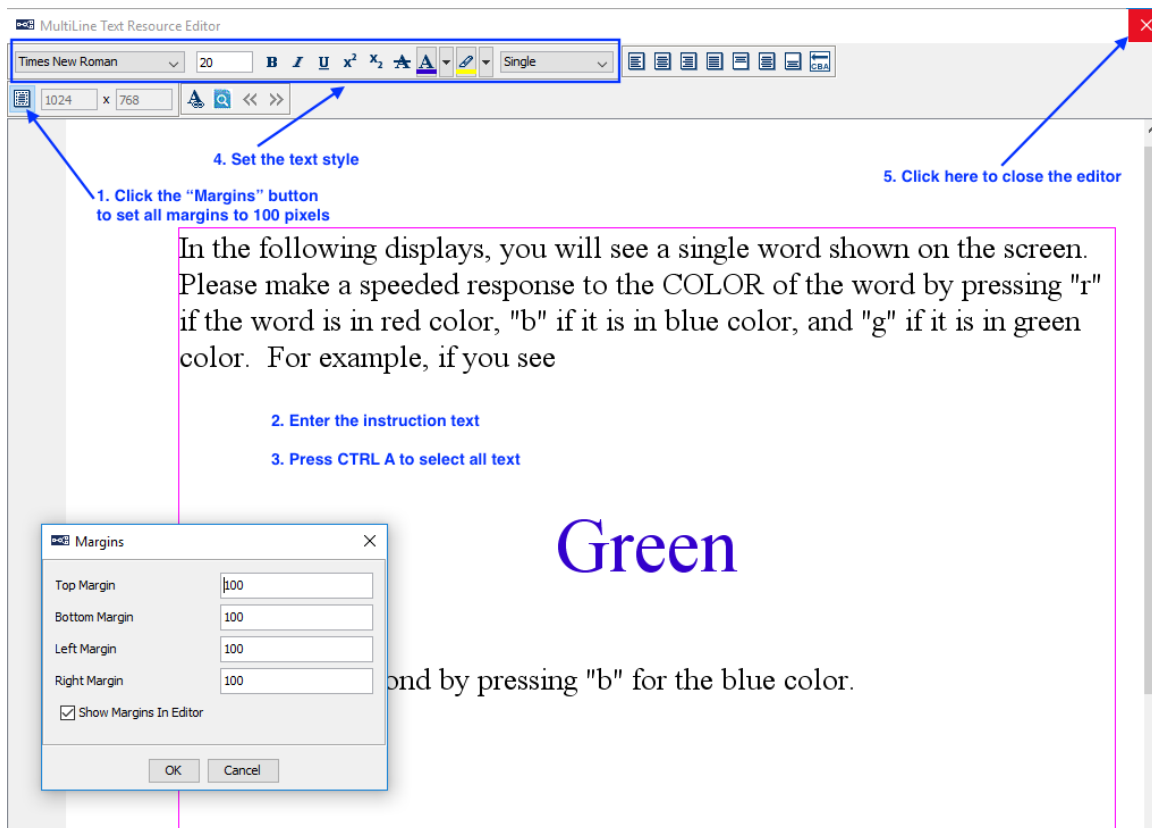 MultiLine Text Resource Editor
Times New Roman 20 B I U x² x₂ A A Single CBA
1024 x 768 A
4. Set the text style
5. Click here to close the editor
1. Click the “Margins” button
to set all margins to 100 pixels
In the following displays, you will see a single word shown on the screen.
Please make a speeded response to the COLOR of the word by pressing "r"
if the word is in red color, "b" if it is in blue color, and "g" if it is in green
color.  For example, if you see
2. Enter the instruction text
3. Press CTRL A to select all text
Green
Margins
Top Margin 100
Bottom Margin 100
Left Margin 100
Right Margin 100
by pressing "b" for the blue color.
Show Margins In Editor
OK Cancel